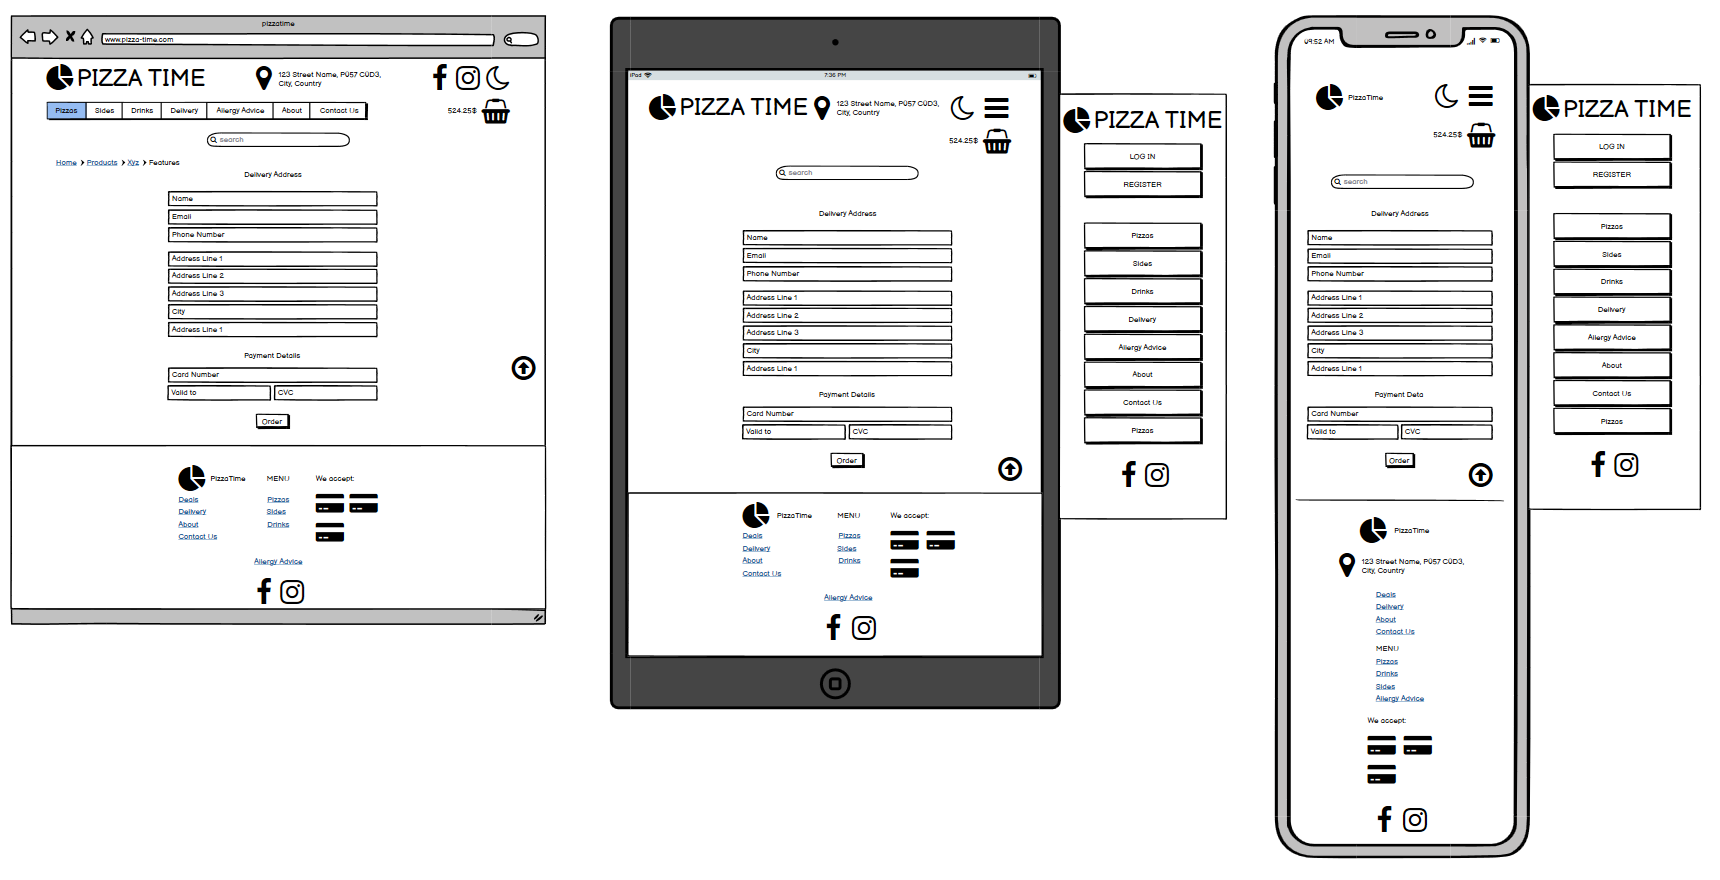 pizzatime
www.pizza-time.com
PIZZA TIME
123 Street Name, PÜ57 CÜD3,
City, Country
Pizzas Sides Drinks Delivery Allergy Advice About Contact Us
524.25$
search
Home Products Xyz Features
Delivery Address
Name
Email
Phone Number
Address Line 1
Address Line 2
Address Line 3
City
Address Line 1
Payment Details
Card Number
Valid to CVC
Order
PizzaTime MENU We accept:
Deals Pizzas
Delivery Sides
About Drinks
Contact Us
Allergy Advice
iPad 7:36 PM
PIZZA TIME
123 Street Name, PÜ57 CÜD3,
City, Country
524.25$
search
Delivery Address
Name
Email
Phone Number
Address Line 1
Address Line 2
Address Line 3
City
Address Line 1
Payment Details
Card Number
Valid to CVC
Order
PizzaTime MENU We accept:
Deals Pizzas
Delivery Sides
About Drinks
Contact Us
Allergy Advice
PIZZA TIME
LOG IN
REGISTER
Pizzas
Sides
Drinks
Delivery
Allergy Advice
About
Contact Us
Pizzas
09:52 AM
PizzaTime
524.25$
search
Delivery Address
Name
Email
Phone Number
Address Line 1
Address Line 2
Address Line 3
City
Address Line 1
Payment Deta
Card Number
Valid to CVC
Order
PizzaTime
123 Street Name, PÜ57 CÜD3,
City, Country
Deals
Delivery
About
Contact Us
MENU
Pizzas
Drinks
Sides
Allergy Advice
We accept:
PIZZA TIME
LOG IN
REGISTER
Pizzas
Sides
Drinks
Delivery
Allergy Advice
About
Contact Us
Pizzas